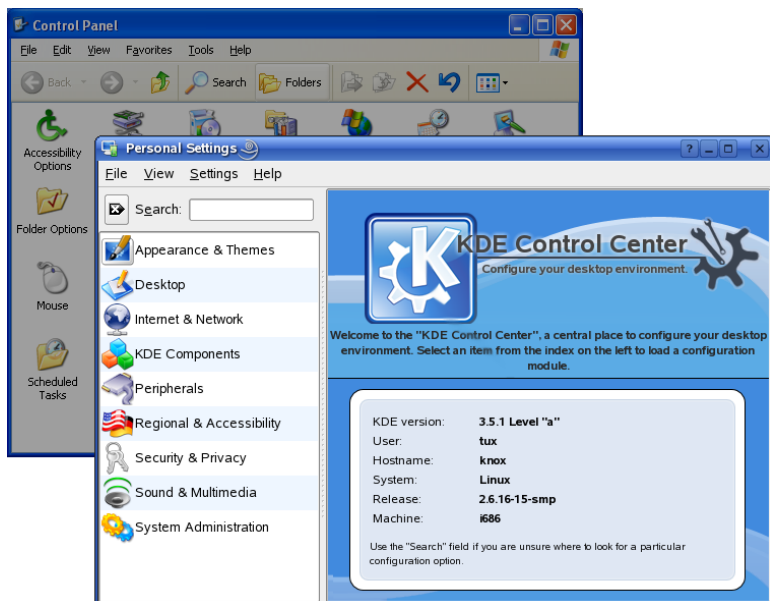 Control Panel
File Edit View Favorites Tools Help
Back Search Folders
Accessibility
Options
Folder Options
Mouse
Scheduled
Tasks
Personal Settings
File View Settings Help
Search:
Appearance & Themes
Desktop
Internet & Network
KDE Components
Peripherals
Regional & Accessibility
Security & Privacy
Sound & Multimedia
System Administration
KDE Control Center
Configure your desktop environment.
Welcome to the "KDE Control Center", a central place to configure your desktop
environment. Select an item from the index on the left to load a configuration
module.
KDE version: 3.5.1 Level "a"
User: tux
Hostname: knox
System: Linux
Release: 2.6.16-15-smp
Machine: i686
Use the "Search" field if you are unsure where to look for a particular
configuration option.